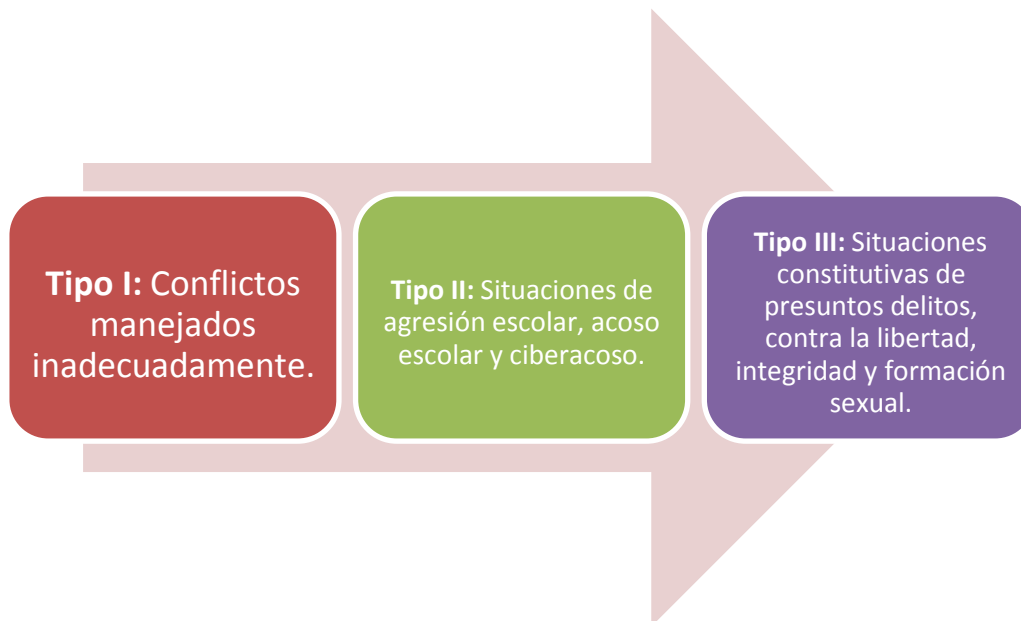 Tipo I: Conflictos
manejados
inadecuadamente.
Tipo II: Situaciones de
agresión escolar, acoso
escolar y ciberacoso.
Tipo III: Situaciones
constitutivas de
presuntos delitos,
contra la libertad,
integridad y formación
sexual.